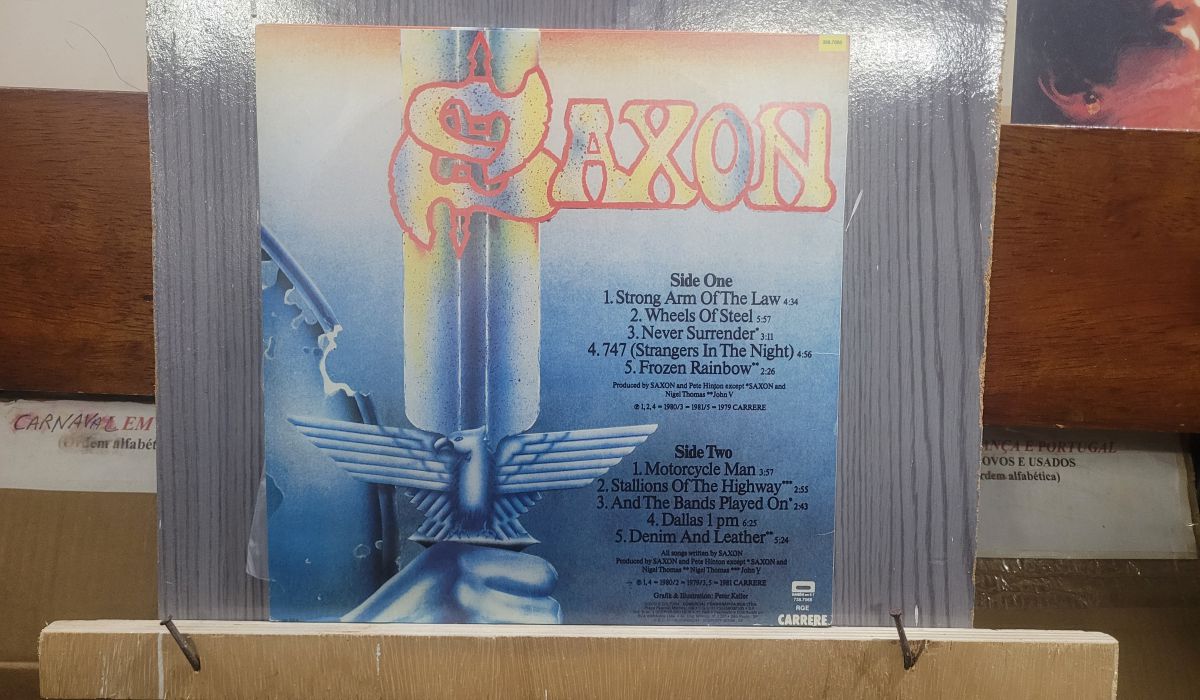 SAXON
Side One
1. Strong Arm Of The Law 4:34
2. Wheels Of Steel 5:57
3. Never Surrender* 3:11
4. 747 (Strangers In The Night) 4:56
5. Frozen Rainbow** 2:26
Produced by SAXON and Pete Hinton except *SAXON and
Nigel Thomas **John V
℗ 1, 2, 4 = 1980/3 = 1981/5 = 1979 CARRERE
Side Two
1. Motorcycle Man 3:57
2. Stallions Of The Highway*** 2:55
3. And The Bands Played On* 2:43
4. Dallas 1 pm 6:25
5. Denim And Leather** 5:24
All songs written by SAXON
Produced by SAXON and Pete Hinton except *SAXON and
Nigel Thomas ** Nigel Thomas *** John V
℗ 1, 4 = 1980/2 = 1979/3, 5 = 1981 CARRERE
Grafik & Illustration: Peter Keller
RGE
CARRERE
CARNAVAL EM
(Ordem alfabét
NÇA E PORTUGAL
OVOS E USADOS
rdem alfabética)